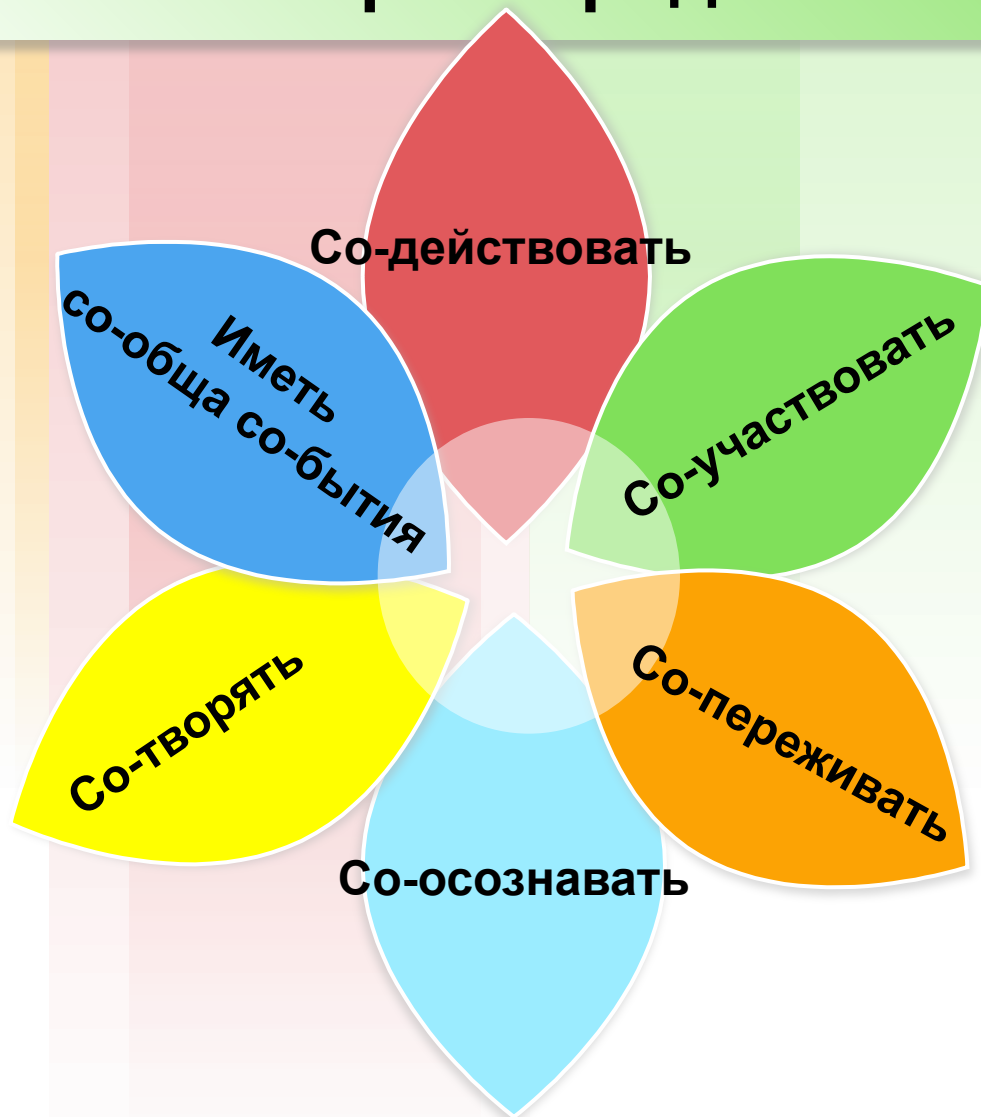 Со-действовать
Иметь
со-обща со-бытия
Со-участвовать
Со-творять
Со-переживать
Со-осознавать